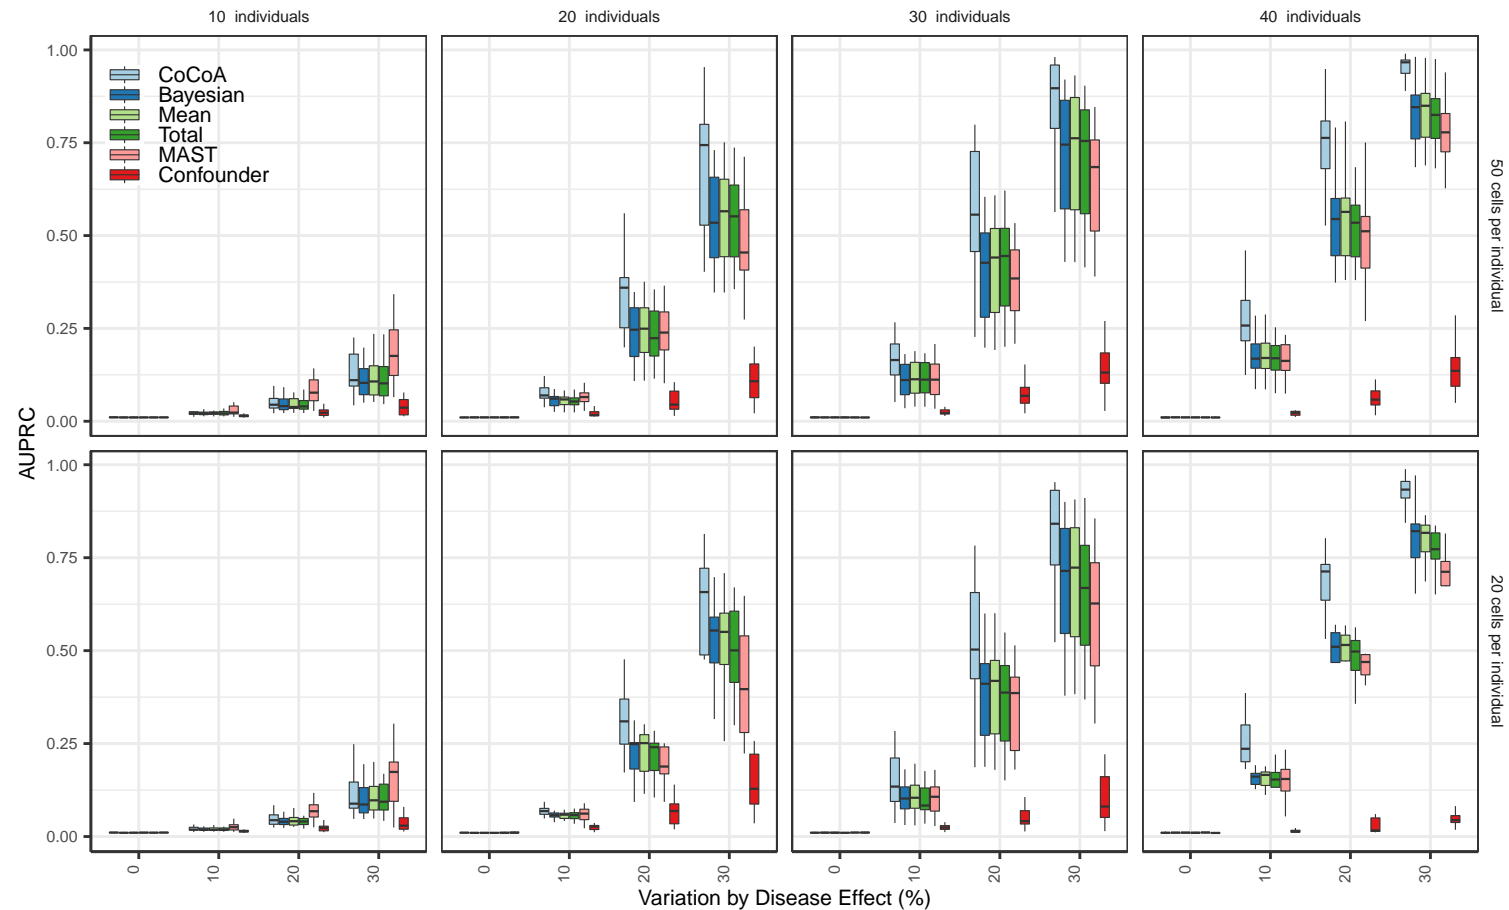 10 individuals
20 individuals
30 individuals
40 individuals
1.00
0.75
0.50
0.25
0.00
CoCoA
Bayesian
Mean
Total
MAST
Confounder
50 cells per individual
AUPRC
1.00
0.75
0.50
0.25
0.00
20 cells per individual
0
10
20
30
0
10
20
30
0
10
20
30
0
10
20
30
Variation by Disease Effect (%)